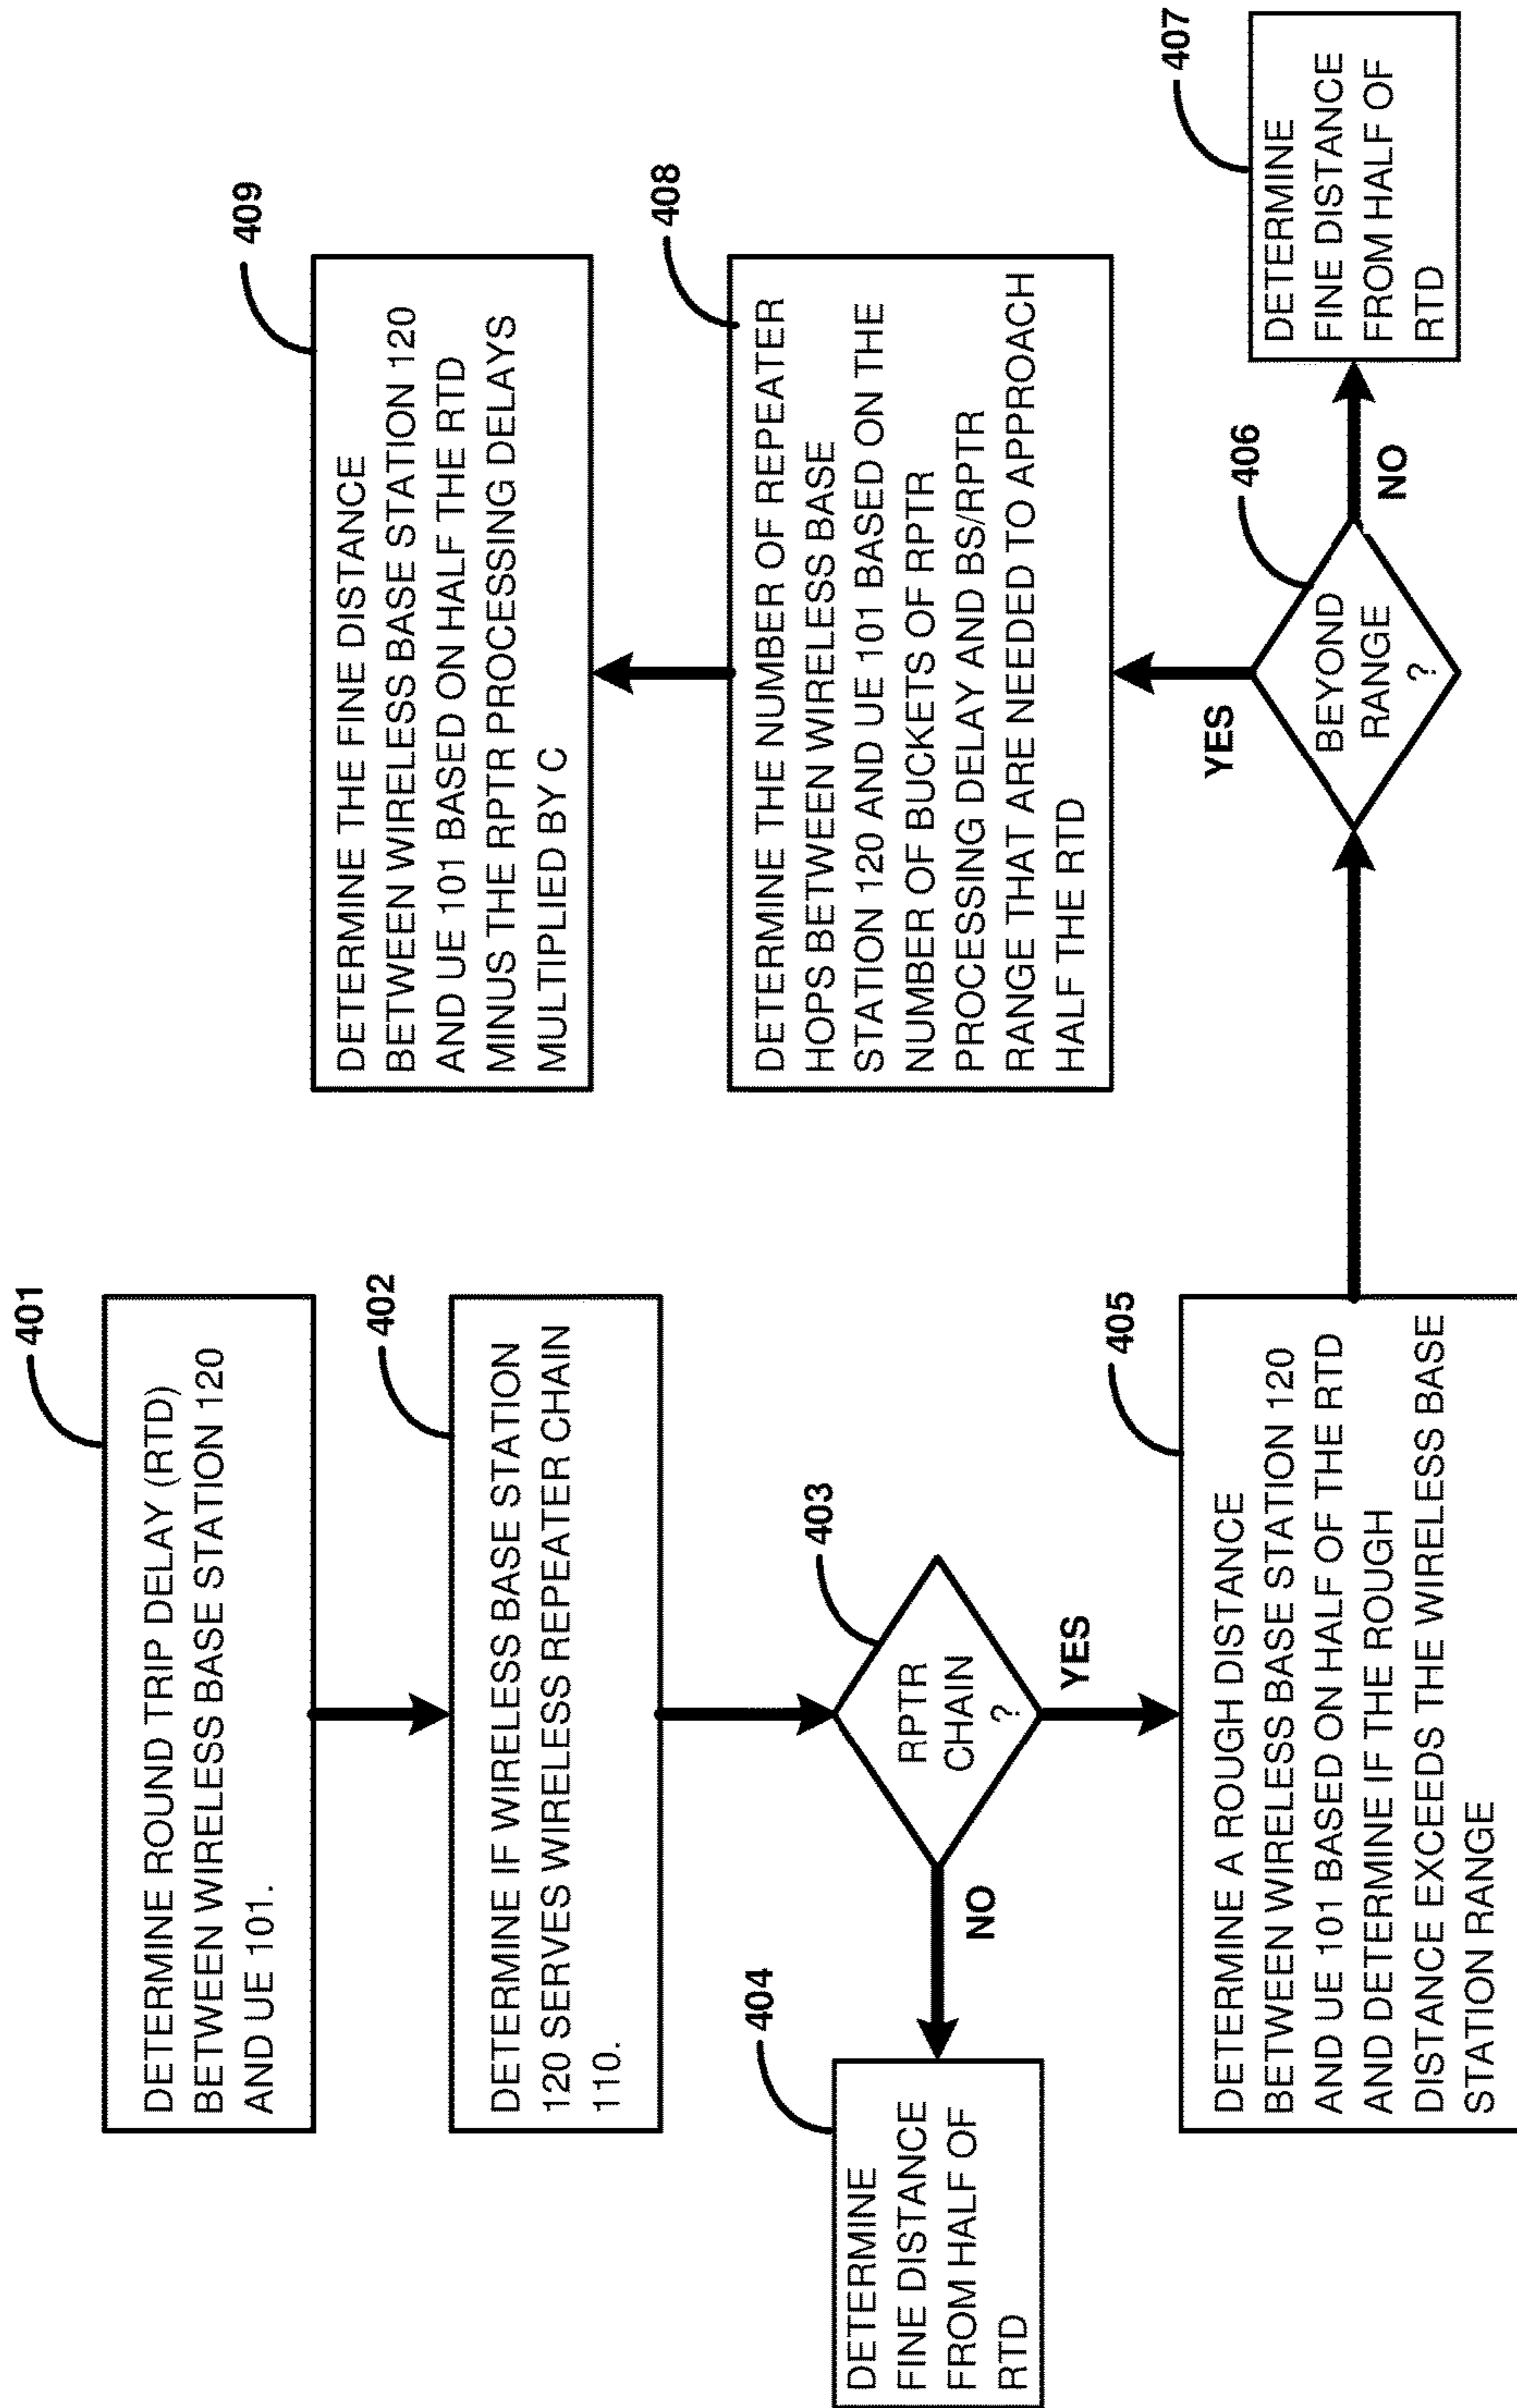 401
DETERMINE ROUND TRIP DELAY (RTD)
BETWEEN WIRELESS BASE STATION 120
AND UE 101.
402
DETERMINE IF WIRELESS BASE STATION
120 SERVES WIRELESS REPEATER CHAIN
110.
403
RPTR
CHAIN
?
NO
YES
404
DETERMINE
FINE DISTANCE
FROM HALF OF
RTD
405
DETERMINE A ROUGH DISTANCE
BETWEEN WIRELESS BASE STATION 120
AND UE 101 BASED ON HALF OF THE RTD
AND DETERMINE IF THE ROUGH
DISTANCE EXCEEDS THE WIRELESS BASE
STATION RANGE
406
BEYOND
RANGE
?
NO
YES
407
DETERMINE
FINE DISTANCE
FROM HALF OF
RTD
408
DETERMINE THE NUMBER OF REPEATER
HOPS BETWEEN WIRELESS BASE
STATION 120 AND UE 101 BASED ON THE
NUMBER OF BUCKETS OF RPTR
PROCESSING DELAY AND BS/RPTR
RANGE THAT ARE NEEDED TO APPROACH
HALF THE RTD
409
DETERMINE THE FINE DISTANCE
BETWEEN WIRELESS BASE STATION 120
AND UE 101 BASED ON HALF THE RTD
MINUS THE RPTR PROCESSING DELAYS
MULTIPLIED BY C